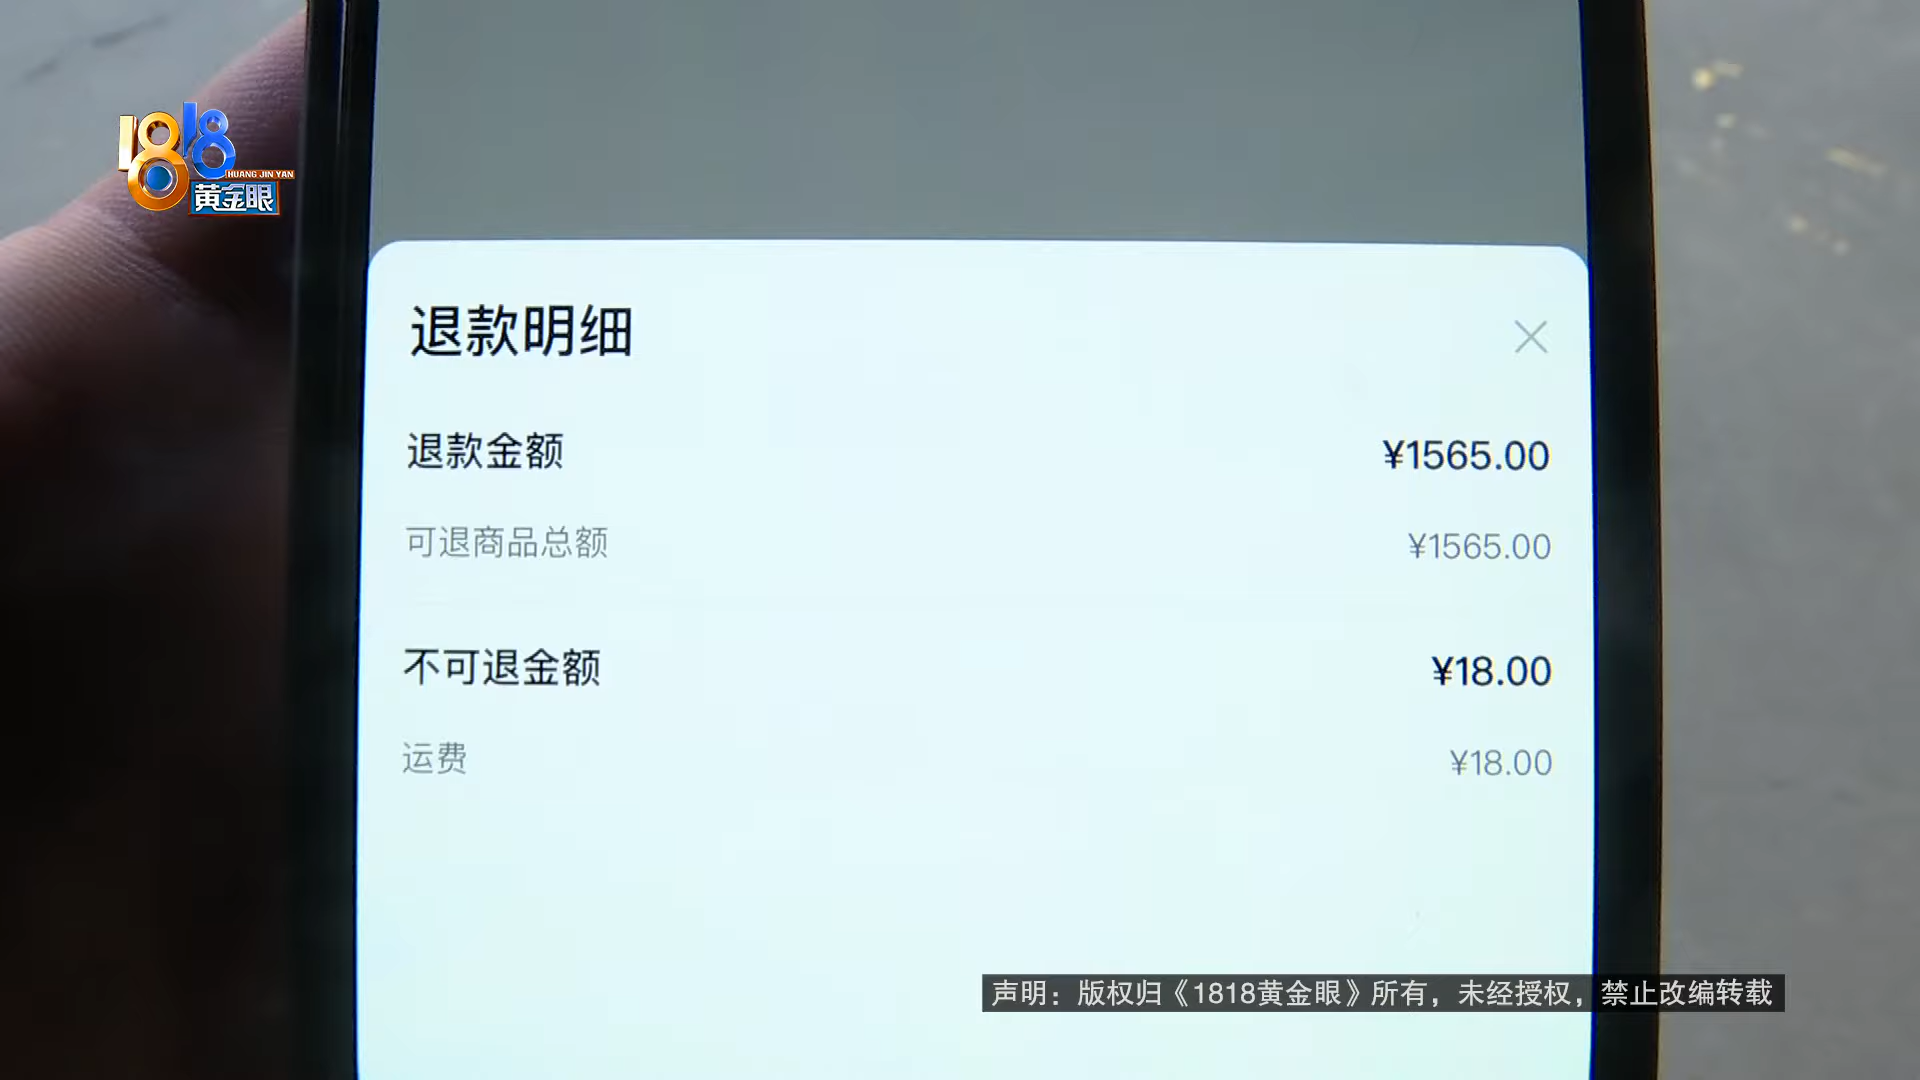 1818
HUANG JIN YAN
黄金眼
退款明细
退款金额 ¥1565.00
可退商品总额 ¥1565.00
不可退金额 ¥18.00
运费 ¥18.00
声明：版权归《1818黄金眼》所有，未经授权，禁止改编转载